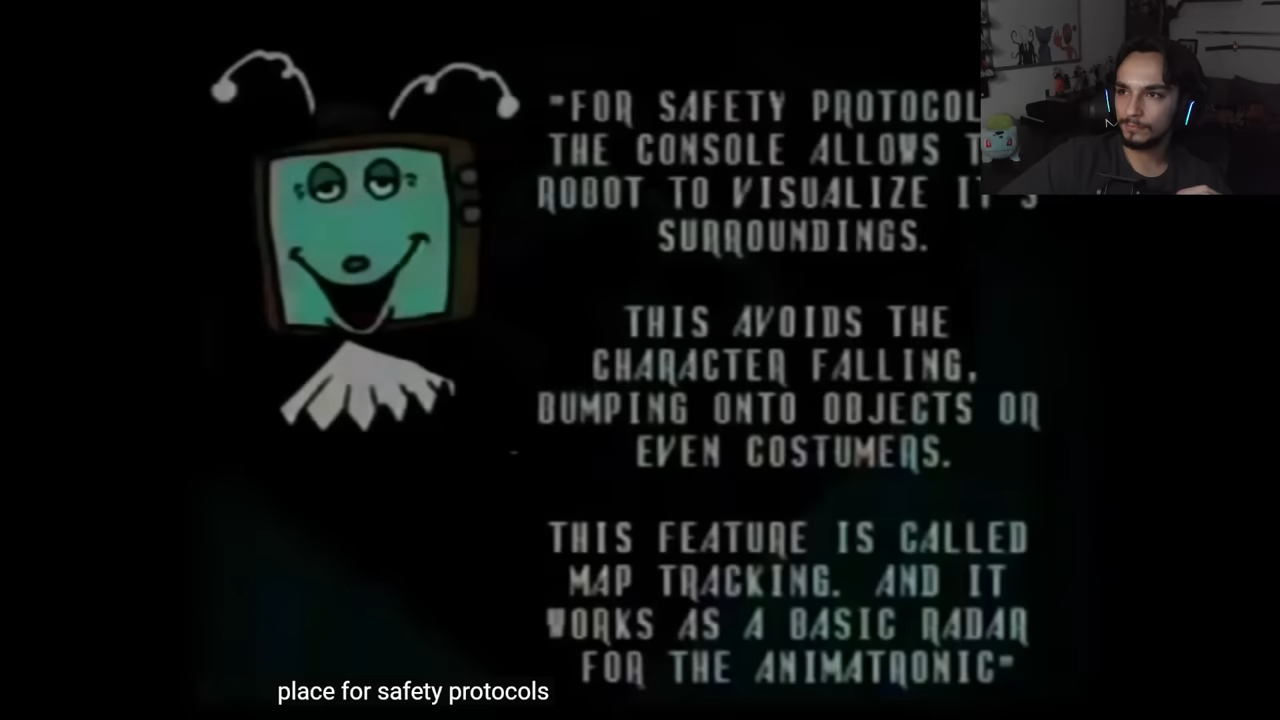 "FOR SAFETY PROTOCOL
THE CONSOLE ALLOWS
ROBOT TO VISUALIZE IT'S
SURROUNDINGS.
THIS AVOIDS THE
CHARACTER FALLING,
BUMPING ONTO OBJECTS OR
EVEN COSTUMERS.
THIS FEATURE IS CALLED
MAP TRACKING. AND IT
WORKS AS A BASIC RADAR
FOR THE ANIMATRONIC"
place for safety protocols